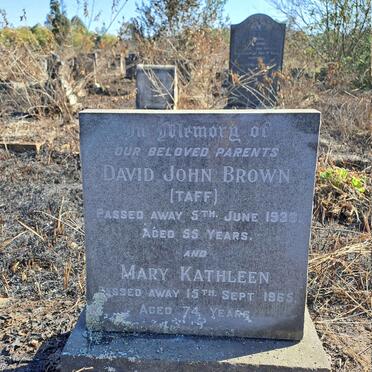 In Memory of
OUR BELOVED PARENTS
DAVID JOHN BROWN
(TAFF)
PASSED AWAY 5TH. JUNE
AGED 55 YEARS.
AND
MARY KATHLEEN
PASSED AWAY 15TH. SEPT 1965
AGED 74 YEARS